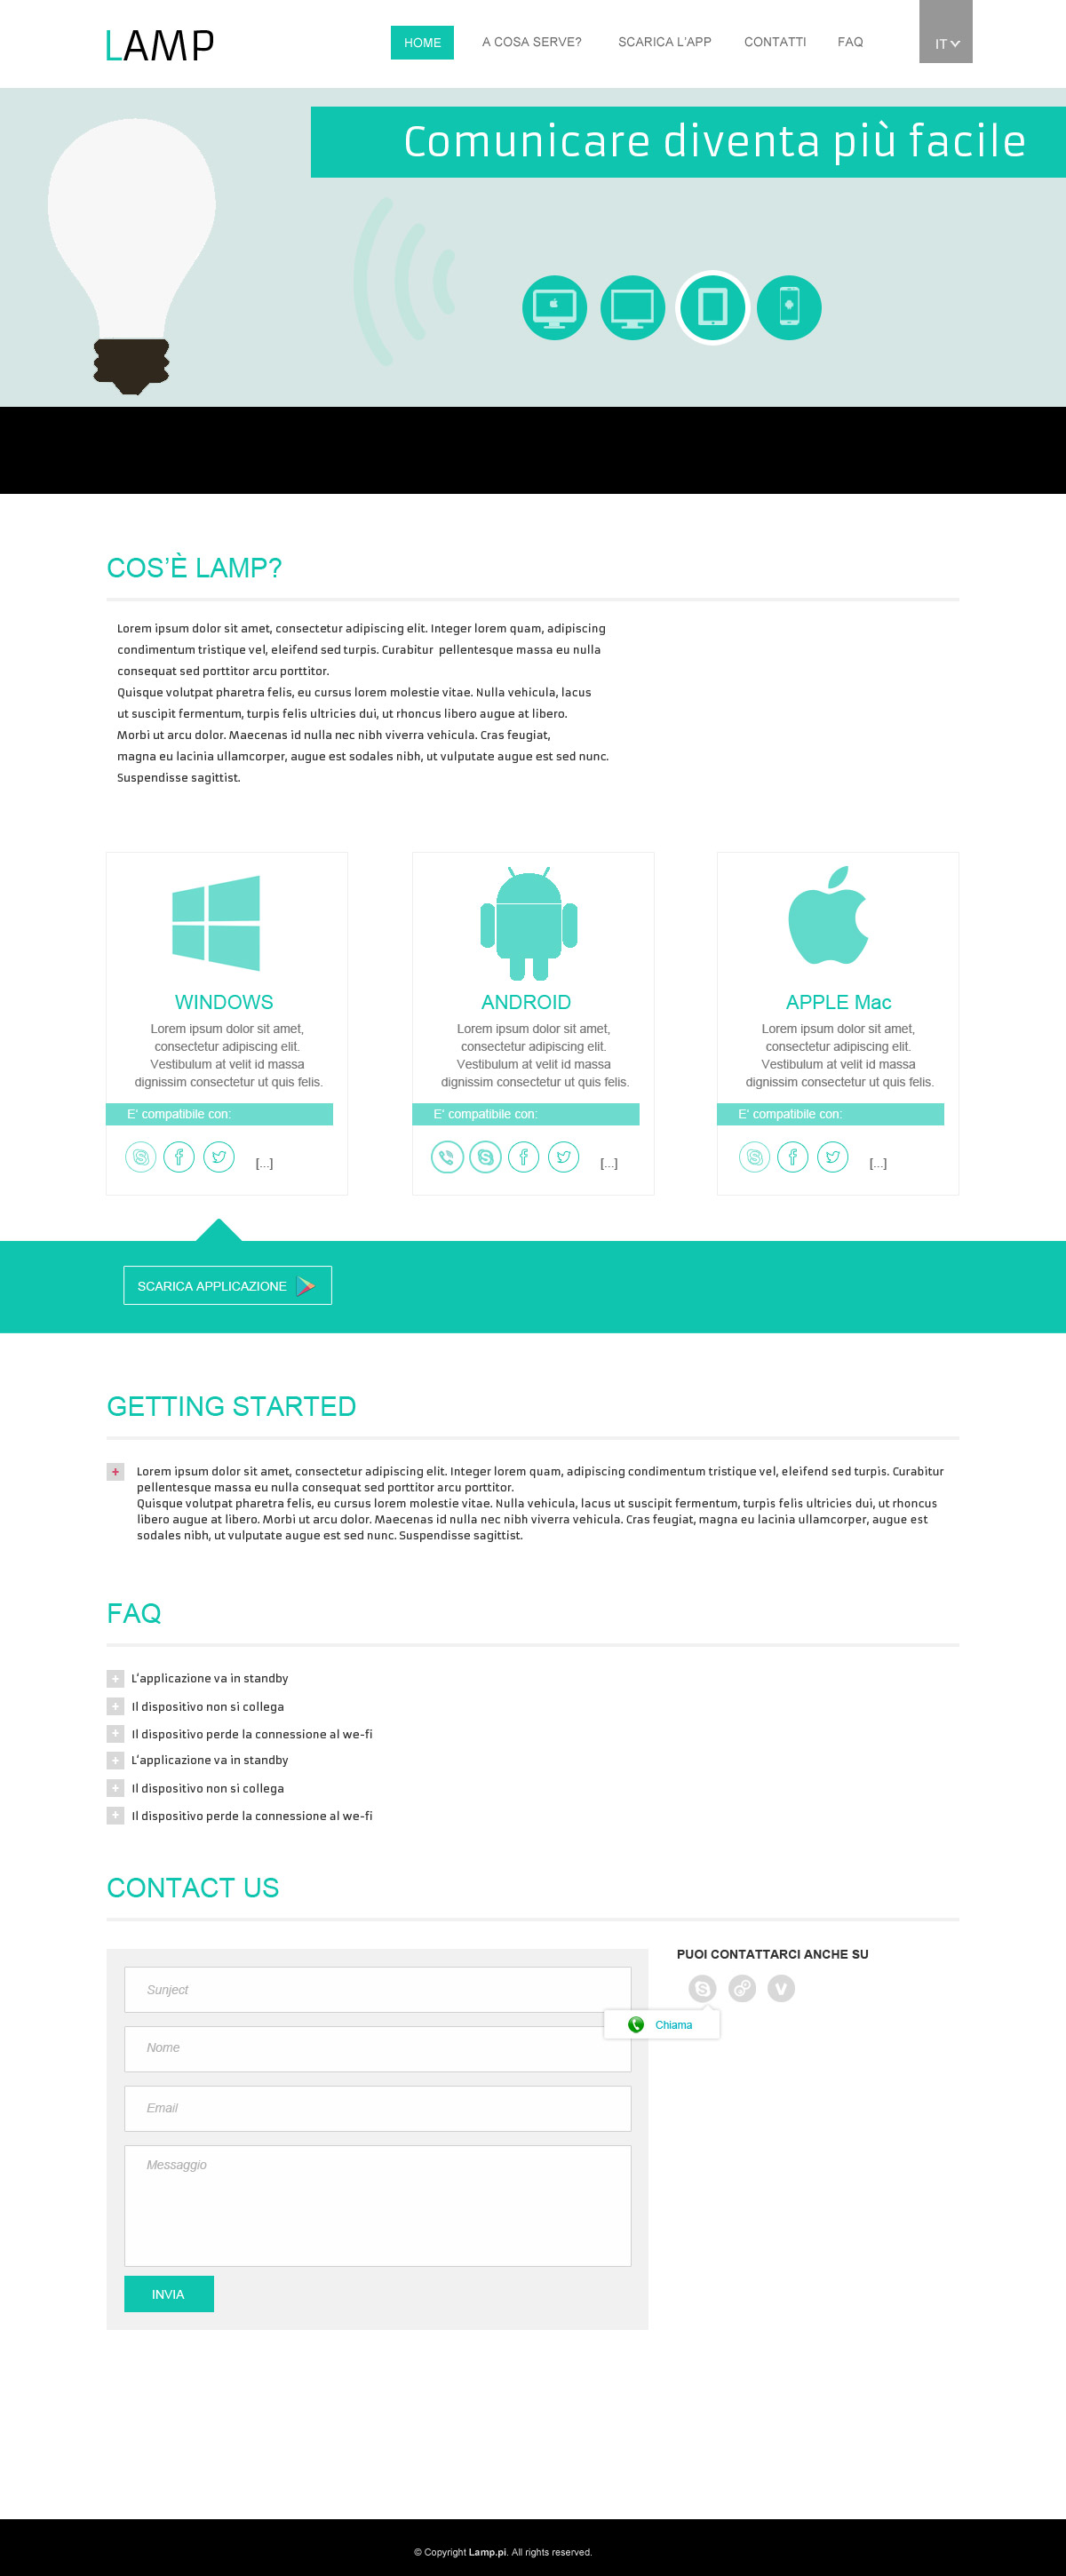 LAMP
HOME
A COSA SERVE?
SCARICA L'APP
CONTATTI
FAQ
IT
Comunicare diventa più facile
COS'È LAMP?
Lorem ipsum dolor sit amet, consectetur adipiscing elit. Integer lorem quam, adipiscing
condimentum tristique vel, eleifend sed turpis. Curabitur  pellentesque massa eu nulla
consequat sed porttitor arcu porttitor.
Quisque volutpat pharetra felis, eu cursus lorem molestie vitae. Nulla vehicula, lacus
ut suscipit fermentum, turpis felis ultricies dui, ut rhoncus libero augue at libero.
Morbi ut arcu dolor. Maecenas id nulla nec nibh viverra vehicula. Cras feugiat,
magna eu lacinia ullamcorper, augue est sodales nibh, ut vulputate augue est sed nunc.
Suspendisse sagittist.
WINDOWS
Lorem ipsum dolor sit amet,
consectetur adipiscing elit.
Vestibulum at velit id massa
dignissim consectetur ut quis felis.
E' compatibile con:
[...]
ANDROID
Lorem ipsum dolor sit amet,
consectetur adipiscing elit.
Vestibulum at velit id massa
dignissim consectetur ut quis felis.
E' compatibile con:
[...]
APPLE Mac
Lorem ipsum dolor sit amet,
consectetur adipiscing elit.
Vestibulum at velit id massa
dignissim consectetur ut quis felis.
E' compatibile con:
[...]
SCARICA APPLICAZIONE
GETTING STARTED
Lorem ipsum dolor sit amet, consectetur adipiscing elit. Integer lorem quam, adipiscing condimentum tristique vel, eleifend sed turpis. Curabitur
pellentesque massa eu nulla consequat sed porttitor arcu porttitor.
Quisque volutpat pharetra felis, eu cursus lorem molestie vitae. Nulla vehicula, lacus ut suscipit fermentum, turpis felis ultricies dui, ut rhoncus
libero augue at libero. Morbi ut arcu dolor. Maecenas id nulla nec nibh viverra vehicula. Cras feugiat, magna eu lacinia ullamcorper, augue est
sodales nibh, ut vulputate augue est sed nunc. Suspendisse sagittist.
FAQ
L'applicazione va in standby
Il dispositivo non si collega
Il dispositivo perde la connessione al we-fi
L'applicazione va in standby
Il dispositivo non si collega
Il dispositivo perde la connessione al we-fi
CONTACT US
Sunject
Nome
Email
Messaggio
INVIA
PUOI CONTATTARCI ANCHE SU
Chiama
© Copyright Lamp.pi. All rights reserved.